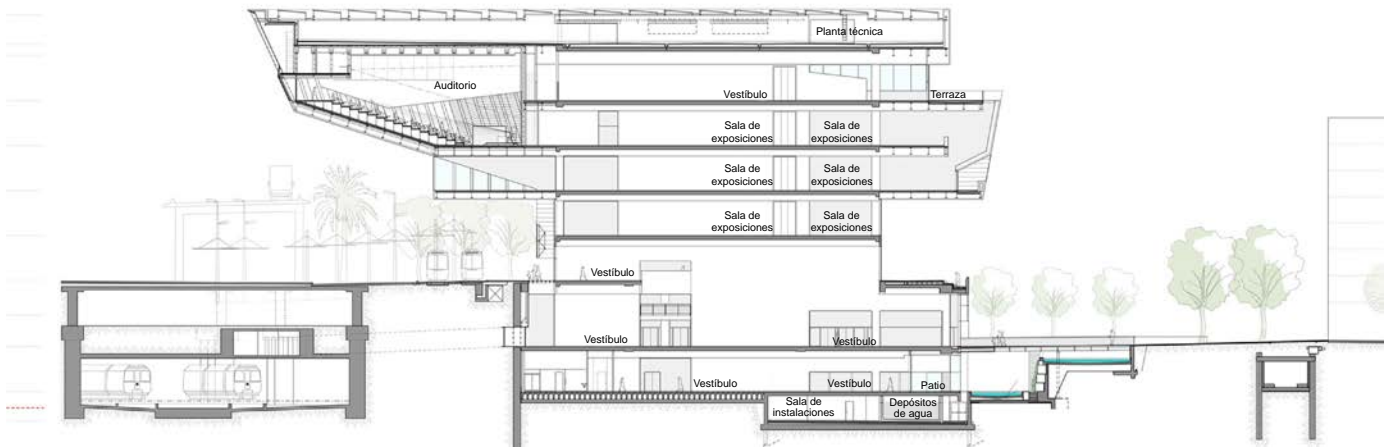 Planta técnica
Auditorio
Vestíbulo
Terraza
Sala de
exposiciones
Sala de
exposiciones
Sala de
exposiciones
Sala de
exposiciones
Sala de
exposiciones
Sala de
exposiciones
Vestíbulo
Vestíbulo
Vestíbulo
Vestíbulo
Vestíbulo
Patio
Sala de
instalaciones
Depósitos
de agua